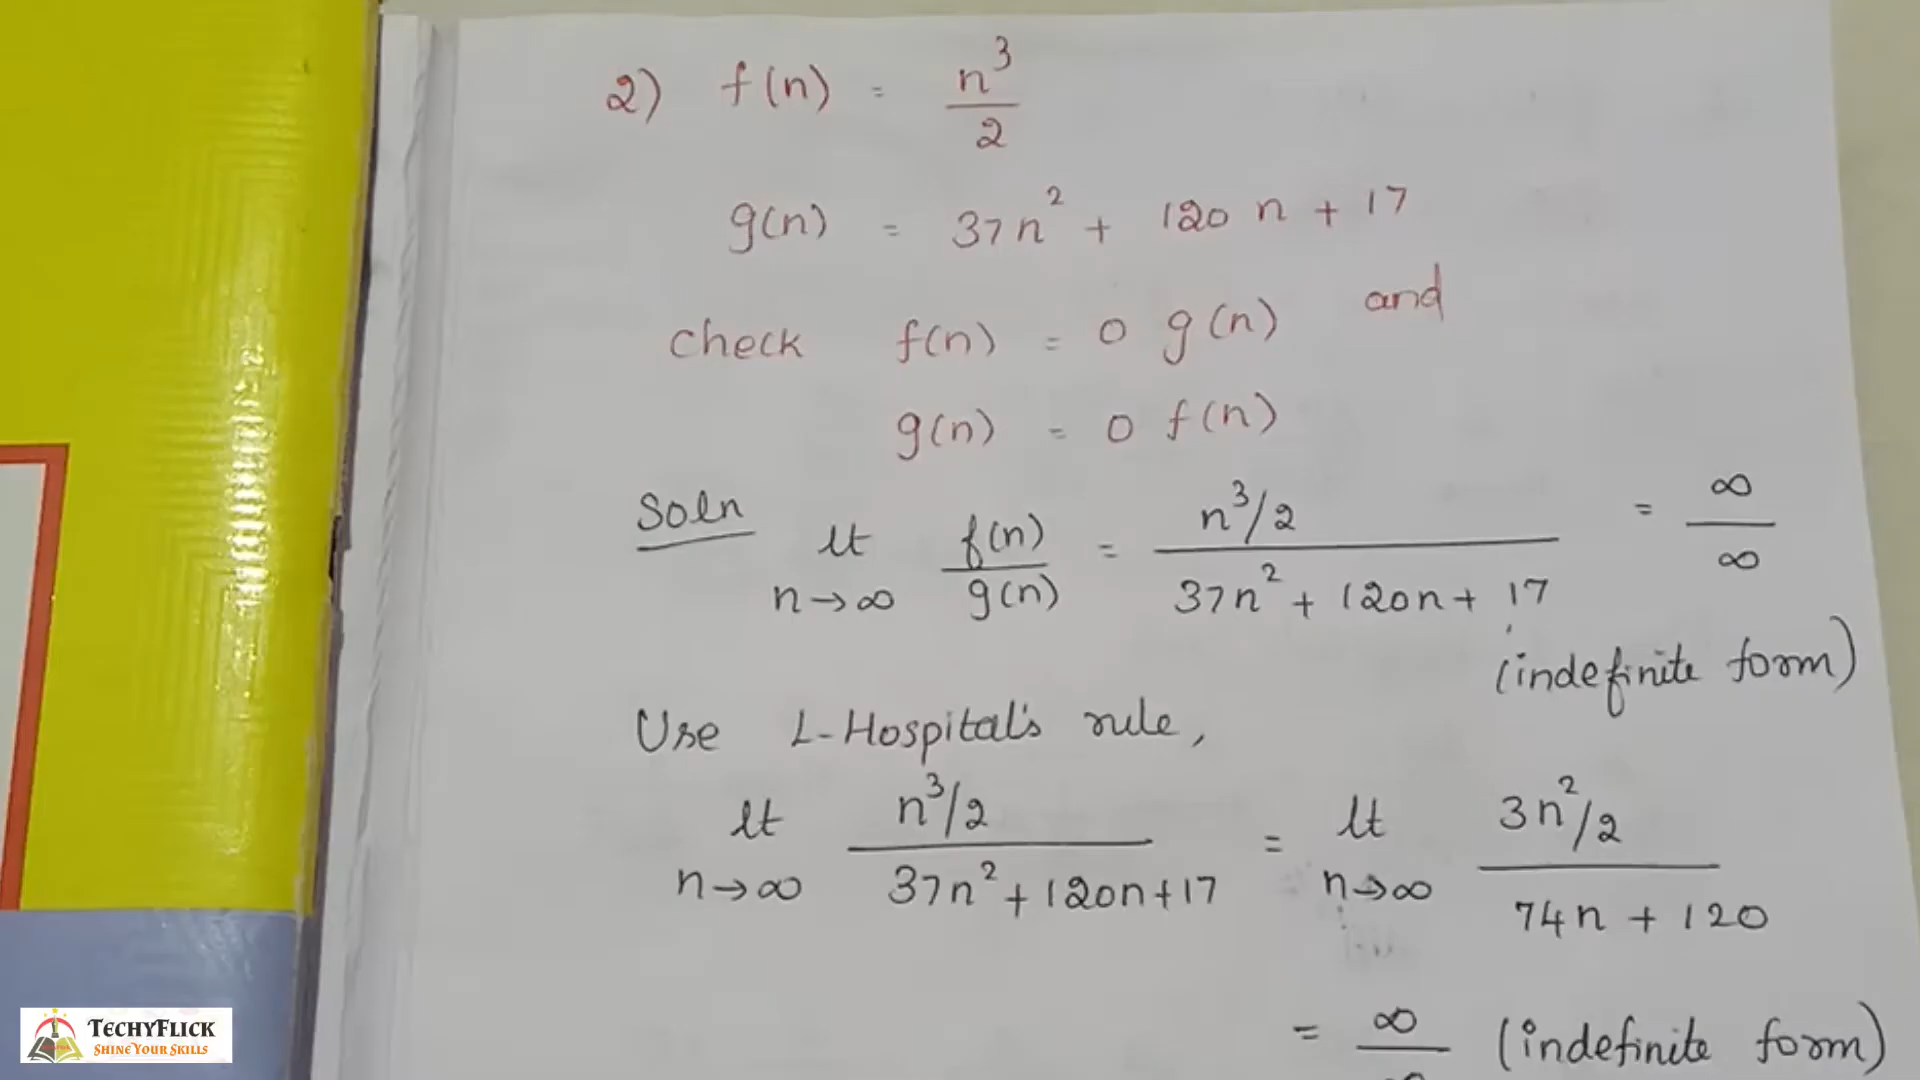 2) f(n) = n³/2
g(n) = 37n² + 120 n + 17
check f(n) = O g(n) and
g(n) = O f(n)
Soln lt n→∞ f(n)/g(n) = n³/2 / 37n² + 120n + 17 = ∞/∞
(indefinite form)
Use L-Hospital's rule,
lt n→∞ n³/2 / 37n² + 120n + 17 = lt n→∞ 3n²/2 / 74n + 120
= ∞/∞ (indefinite form)
TECHYFLICK
SHINE YOUR SKILLS